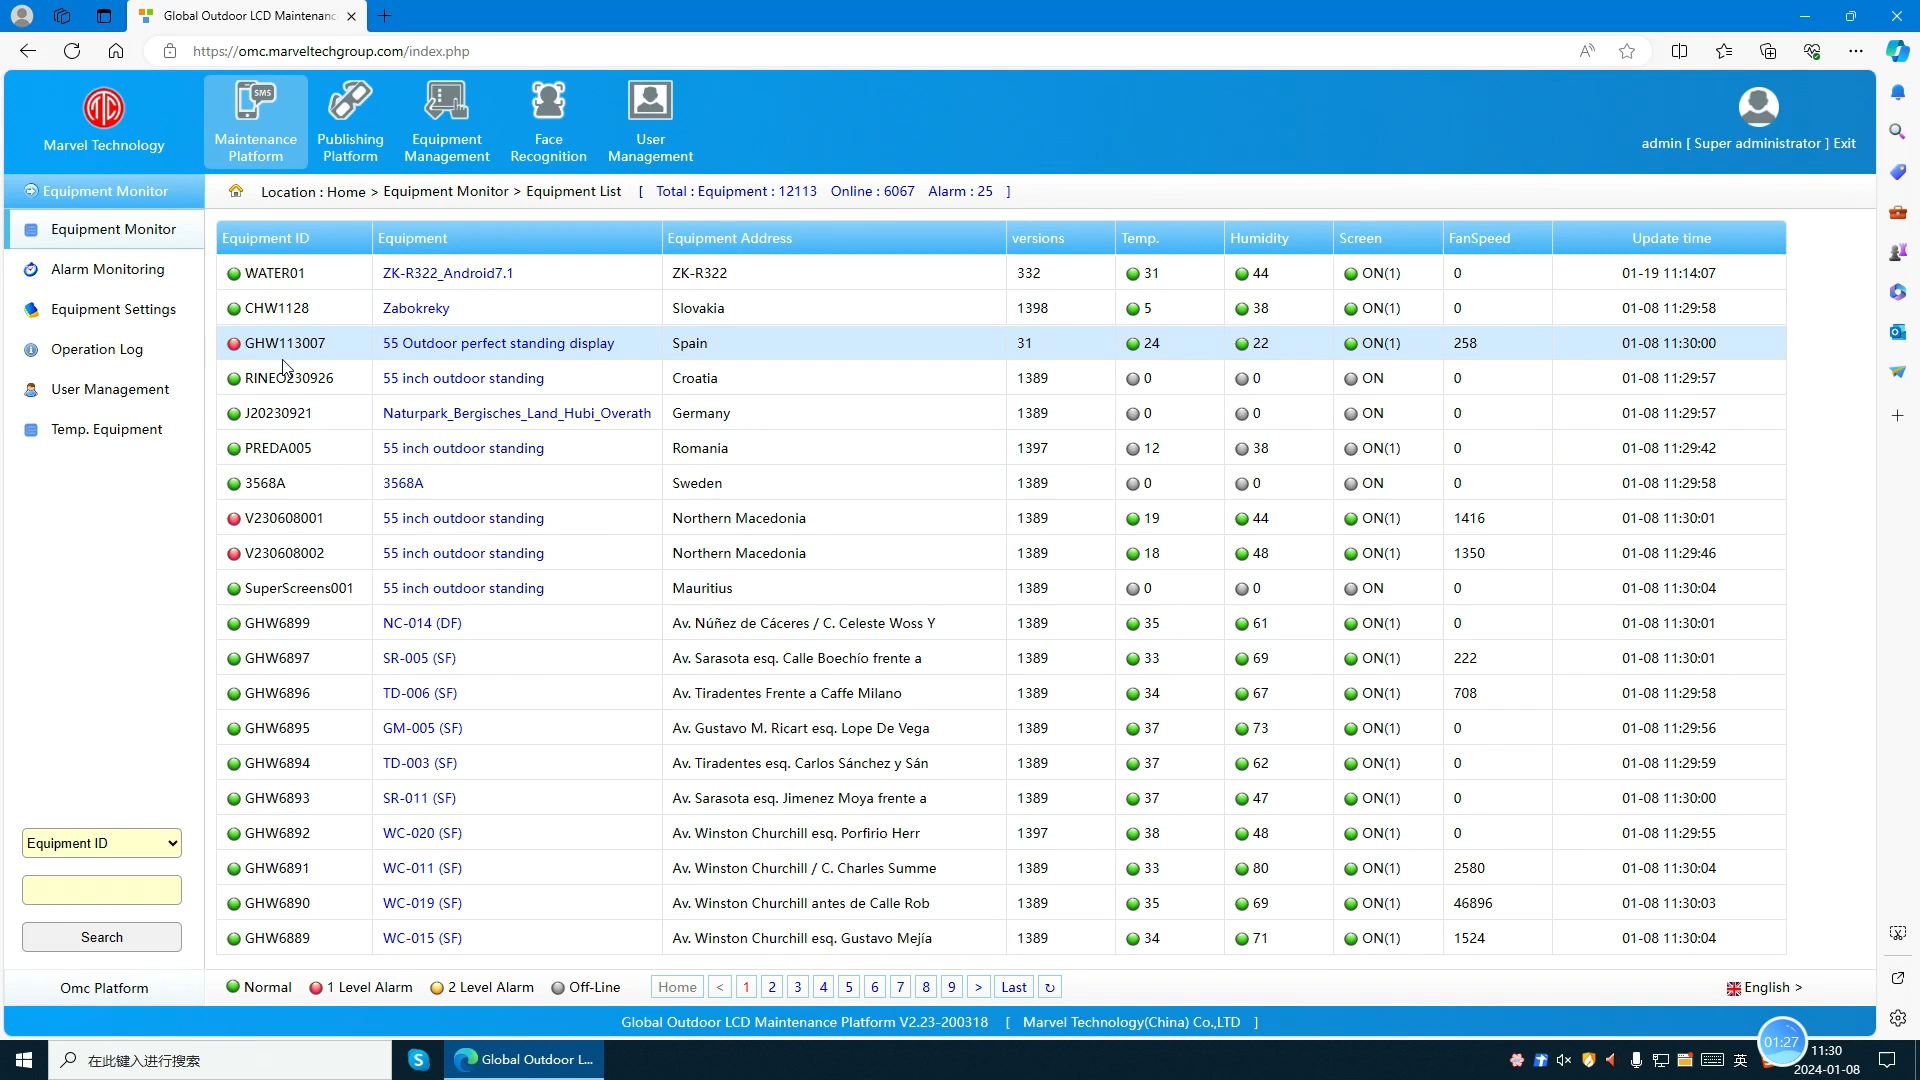 Global Outdoor LCD Maintenanc
https://omc.marveltechgroup.com/index.php
Marvel Technology
SMS
Maintenance Platform
Publishing Platform
Equipment Management
Face Recognition
User Management
admin [ Super administrator ] Exit
Equipment Monitor
Location : Home > Equipment Monitor > Equipment List [ Total : Equipment : 12113 Online : 6067 Alarm : 25 ]
Equipment Monitor
Alarm Monitoring
Equipment Settings
Operation Log
User Management
Temp. Equipment
Equipment ID
Search
Omc Platform
Equipment ID Equipment Equipment Address versions Temp. Humidity Screen FanSpeed Update time
WATER01 ZK-R322_Android7.1 ZK-R322 332 31 44 ON(1) 0 01-19 11:14:07
CHW1128 Zabokreky Slovakia 1398 5 38 ON(1) 0 01-08 11:29:58
GHW113007 55 Outdoor perfect standing display Spain 31 24 22 ON(1) 258 01-08 11:30:00
RINEO230926 55 inch outdoor standing Croatia 1389 0 0 ON 0 01-08 11:29:57
J20230921 Naturpark_Bergisches_Land_Hubi_Overath Germany 1389 0 0 ON 0 01-08 11:29:57
PREDA005 55 inch outdoor standing Romania 1397 12 38 ON(1) 0 01-08 11:29:42
3568A 3568A Sweden 1389 0 0 ON 0 01-08 11:29:58
V230608001 55 inch outdoor standing Northern Macedonia 1389 19 44 ON(1) 1416 01-08 11:30:01
V230608002 55 inch outdoor standing Northern Macedonia 1389 18 48 ON(1) 1350 01-08 11:29:46
SuperScreens001 55 inch outdoor standing Mauritius 1389 0 0 ON 0 01-08 11:30:04
GHW6899 NC-014 (DF) Av. Núñez de Cáceres / C. Celeste Woss Y 1389 35 61 ON(1) 0 01-08 11:30:01
GHW6897 SR-005 (SF) Av. Sarasota esq. Calle Boechío frente a 1389 33 69 ON(1) 222 01-08 11:30:01
GHW6896 TD-006 (SF) Av. Tiradentes Frente a Caffe Milano 1389 34 67 ON(1) 708 01-08 11:29:58
GHW6895 GM-005 (SF) Av. Gustavo M. Ricart esq. Lope De Vega 1389 37 73 ON(1) 0 01-08 11:29:56
GHW6894 TD-003 (SF) Av. Tiradentes esq. Carlos Sánchez y Sán 1389 37 62 ON(1) 0 01-08 11:29:59
GHW6893 SR-011 (SF) Av. Sarasota esq. Jimenez Moya frente a 1389 37 47 ON(1) 0 01-08 11:30:00
GHW6892 WC-020 (SF) Av. Winston Churchill esq. Porfirio Herr 1397 38 48 ON(1) 0 01-08 11:29:55
GHW6891 WC-011 (SF) Av. Winston Churchill / C. Charles Summe 1389 33 80 ON(1) 2580 01-08 11:30:04
GHW6890 WC-019 (SF) Av. Winston Churchill antes de Calle Rob 1389 35 69 ON(1) 46896 01-08 11:30:03
GHW6889 WC-015 (SF) Av. Winston Churchill esq. Gustavo Mejía 1389 34 71 ON(1) 1524 01-08 11:30:04
Normal 1 Level Alarm 2 Level Alarm Off-Line Home < 1 2 3 4 5 6 7 8 9 > Last ↻ English >
Global Outdoor LCD Maintenance Platform V2.23-200318 [ Marvel Technology(China) Co.,LTD ]
在此键入进行搜索
Global Outdoor L...
英
01:27
11:30
2024-01-08